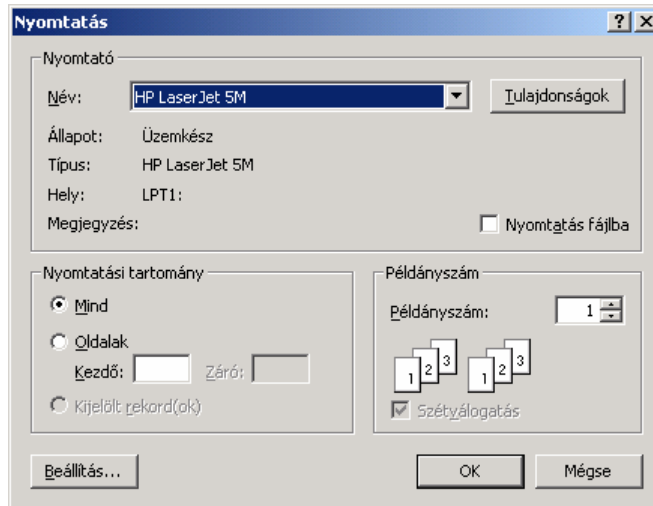 Nyomtatás
Nyomtató
Név: HP LaserJet 5M Tulajdonságok
Állapot: Üzemkész
Típus: HP LaserJet 5M
Hely: LPT1:
Megjegyzés: Nyomtatás fájlba
Nyomtatási tartomány
Mind
Oldalak
Kezdő: Záró:
Kijelölt rekord(ok)
Példányszám
Példányszám: 1
1 2 3 1 2 3
Szétválogatás
Beállítás... OK Mégse